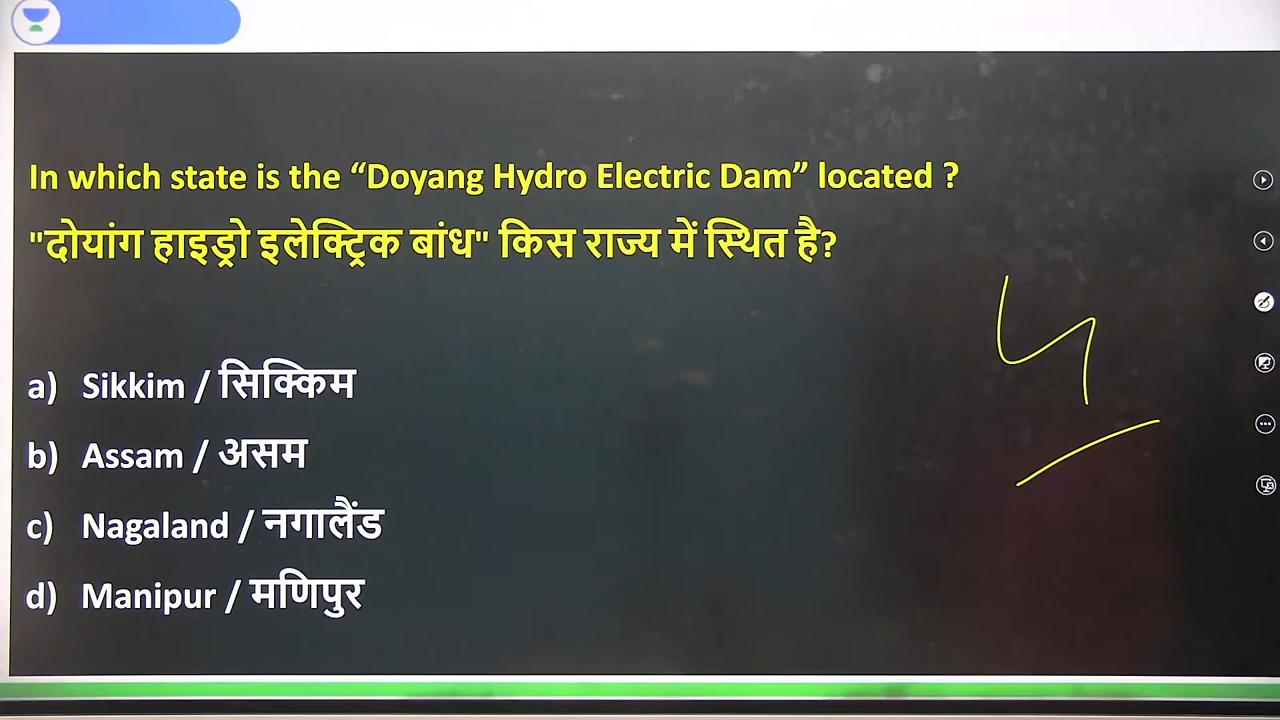 In which state is the “Doyang Hydro Electric Dam” located ?
"दोयांग हाइड्रो इलेक्ट्रिक बांध" किस राज्य में स्थित है?
a) Sikkim / सिक्किम
b) Assam / असम
c) Nagaland / नगालैंड
d) Manipur / मणिपुर
4